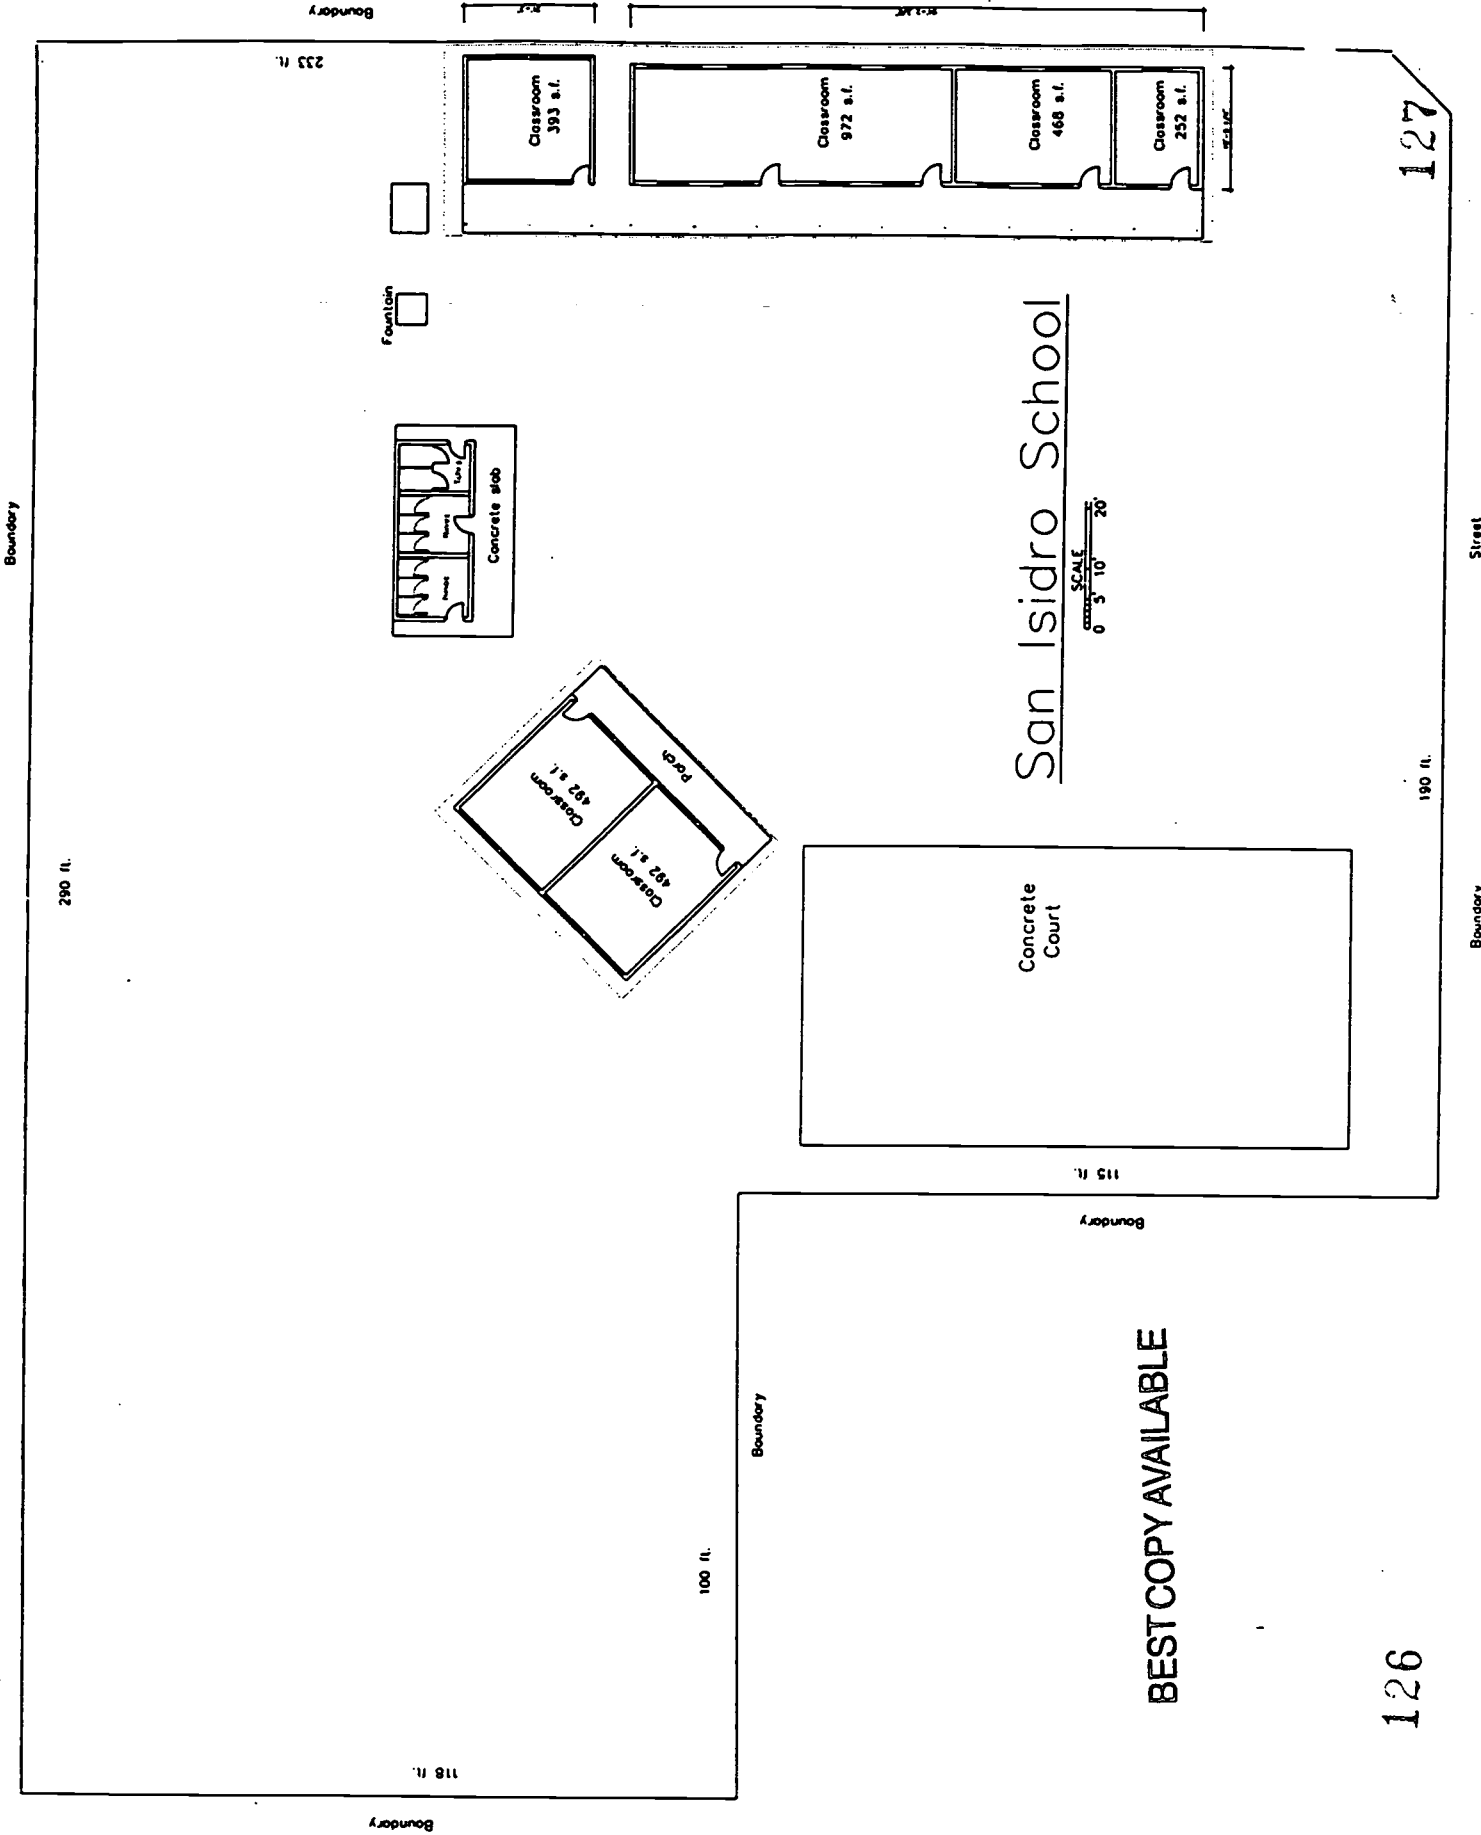 Boundary
233 ft.
Classroom
393 s.f.
Classroom
972 s.f.
Classroom
468 s.f.
Classroom
252 s.f.
127
Fountain
Boundary
Concrete slab
San Isidro School
SCALE
0 5' 10' 20'
Street
Classroom
492 s.f.
Classroom
492 s.f.
Porch
190 ft.
290 ft.
Concrete
Court
Boundary
115 ft.
Boundary
Boundary
100 ft.
BEST COPY AVAILABLE
126
118 ft.
Boundary